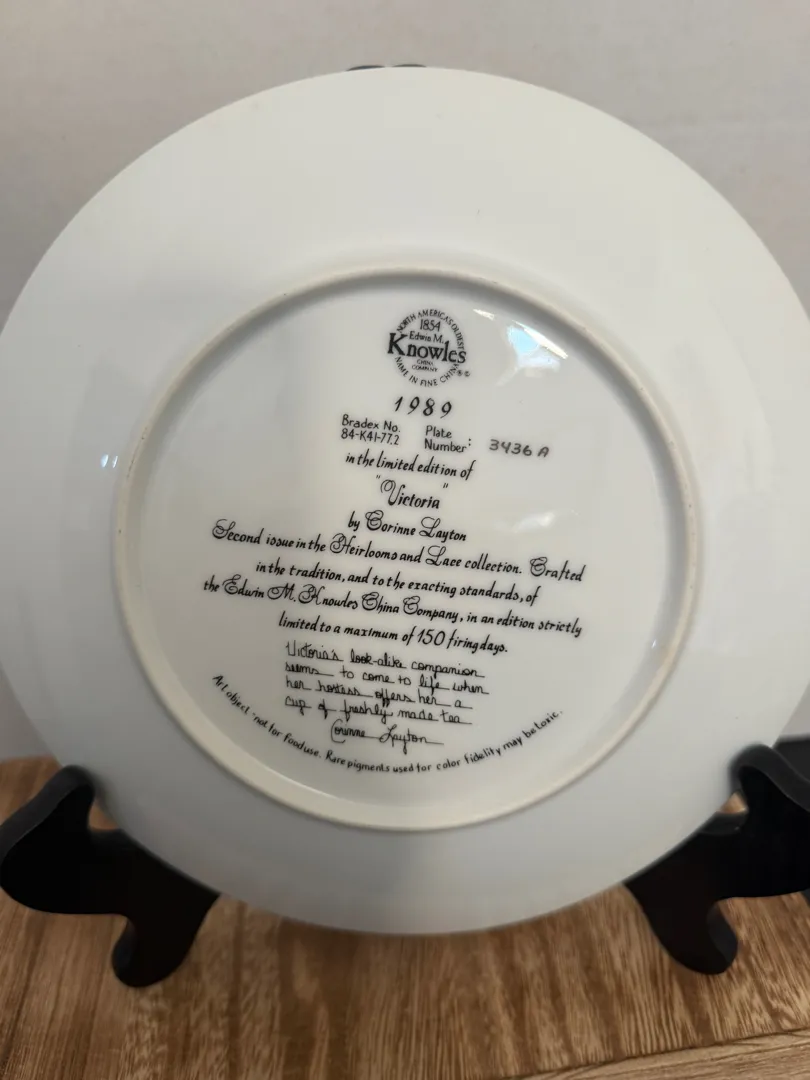 NORTH AMERICA'S OLDEST
1854
Edwin M.
Knowles
CHINA
COMPANY
NAME IN FINE CHINA
1989
Bradex No. Plate
84-K41-77.2 Number: 3436 A
in the limited edition of
"Victoria"
by Corinne Layton
Second issue in the Heirlooms and Lace collection. Crafted
in the tradition, and to the exacting standards, of
the Edwin M. Knowles China Company, in an edition strictly
limited to a maximum of 150 firing days.
Victoria's look-alike companion
seems to come to life when
her hostess offers her a
cup of freshly made tea
Corinne Layton
Art object - not for food use. Rare pigments used for color fidelity may be toxic.